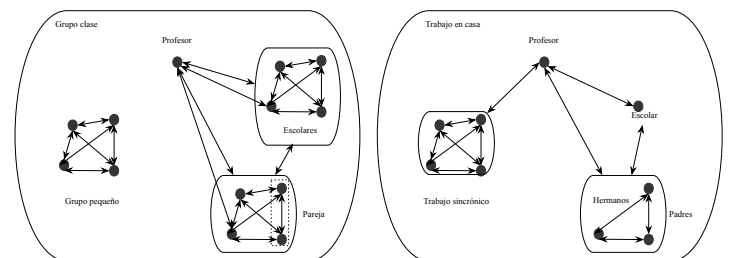 Grupo clase
Profesor
Escolares
Grupo pequeño
Pareja
Trabajo en casa
Profesor
Escolar
Trabajo sincrónico
Hermanos
Padres